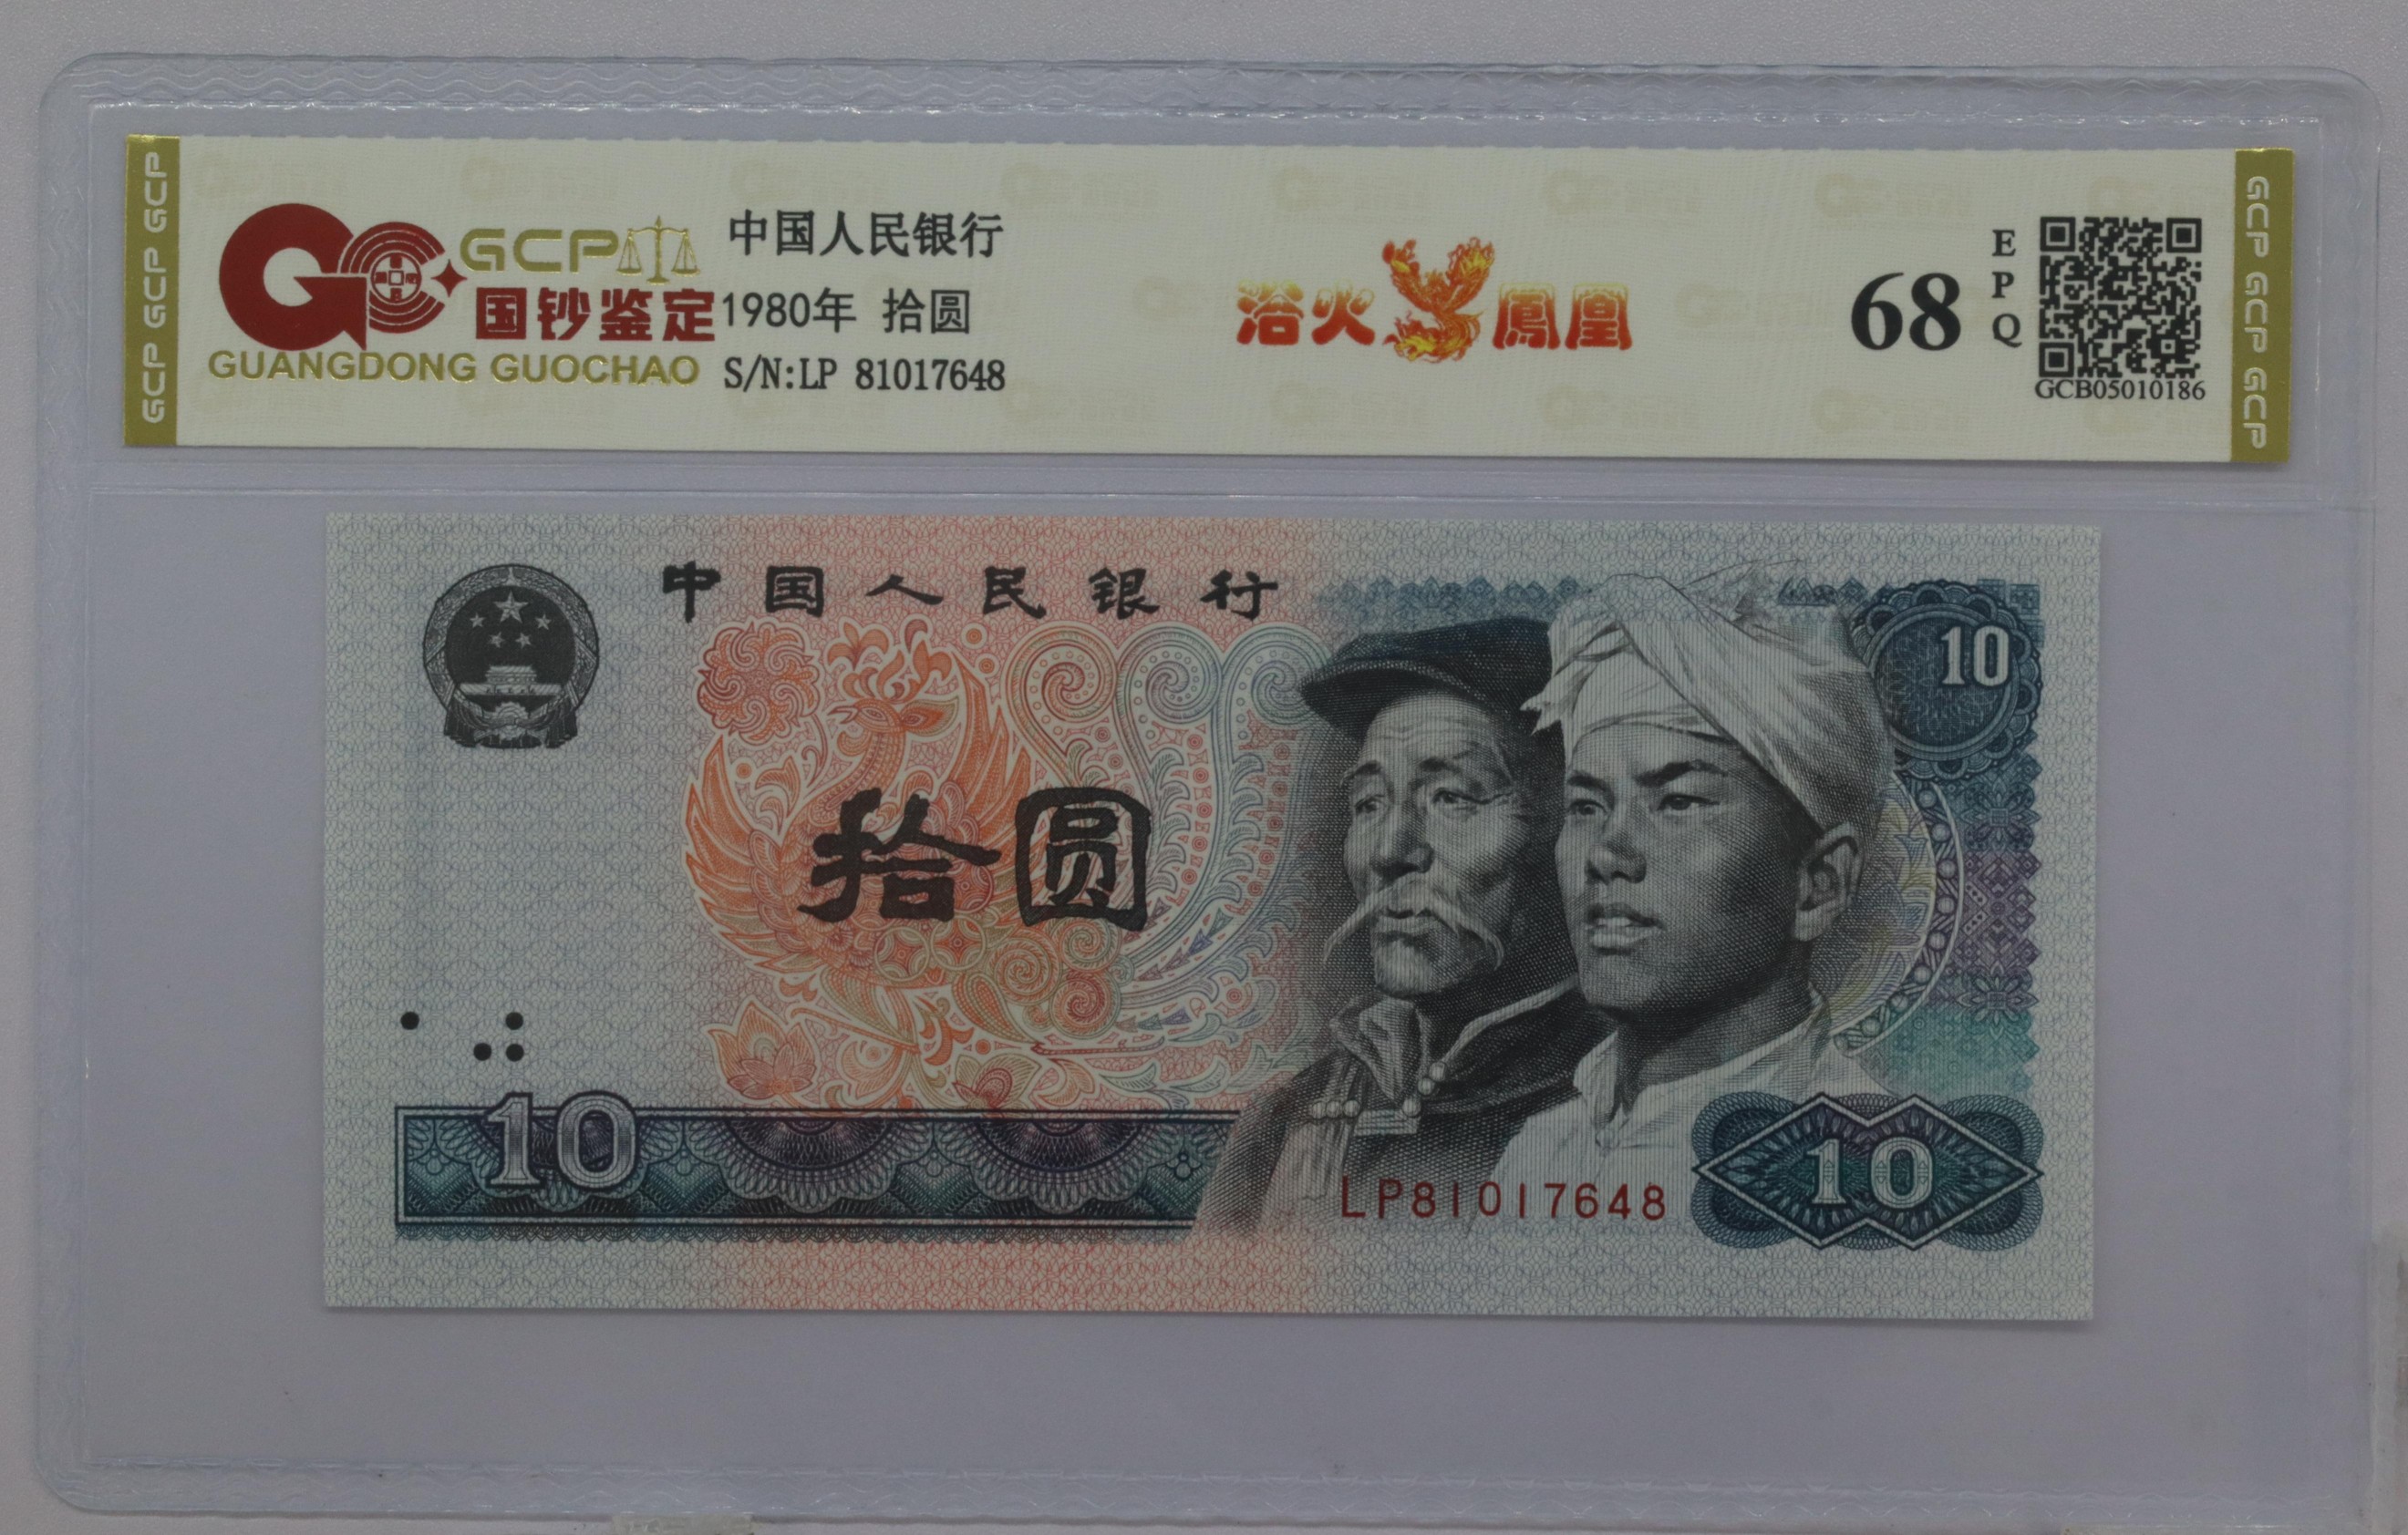 GCP GCP GCP
GCP
国钞鉴定
GUANGDONG GUOCHAO
中国人民银行
1980年 拾圆
S/N:LP 81017648
浴火鳳凰
68
EPQ
GCB05010186
GCP GCP GCP
中国人民银行
10
拾圆
10
LP81017648
10